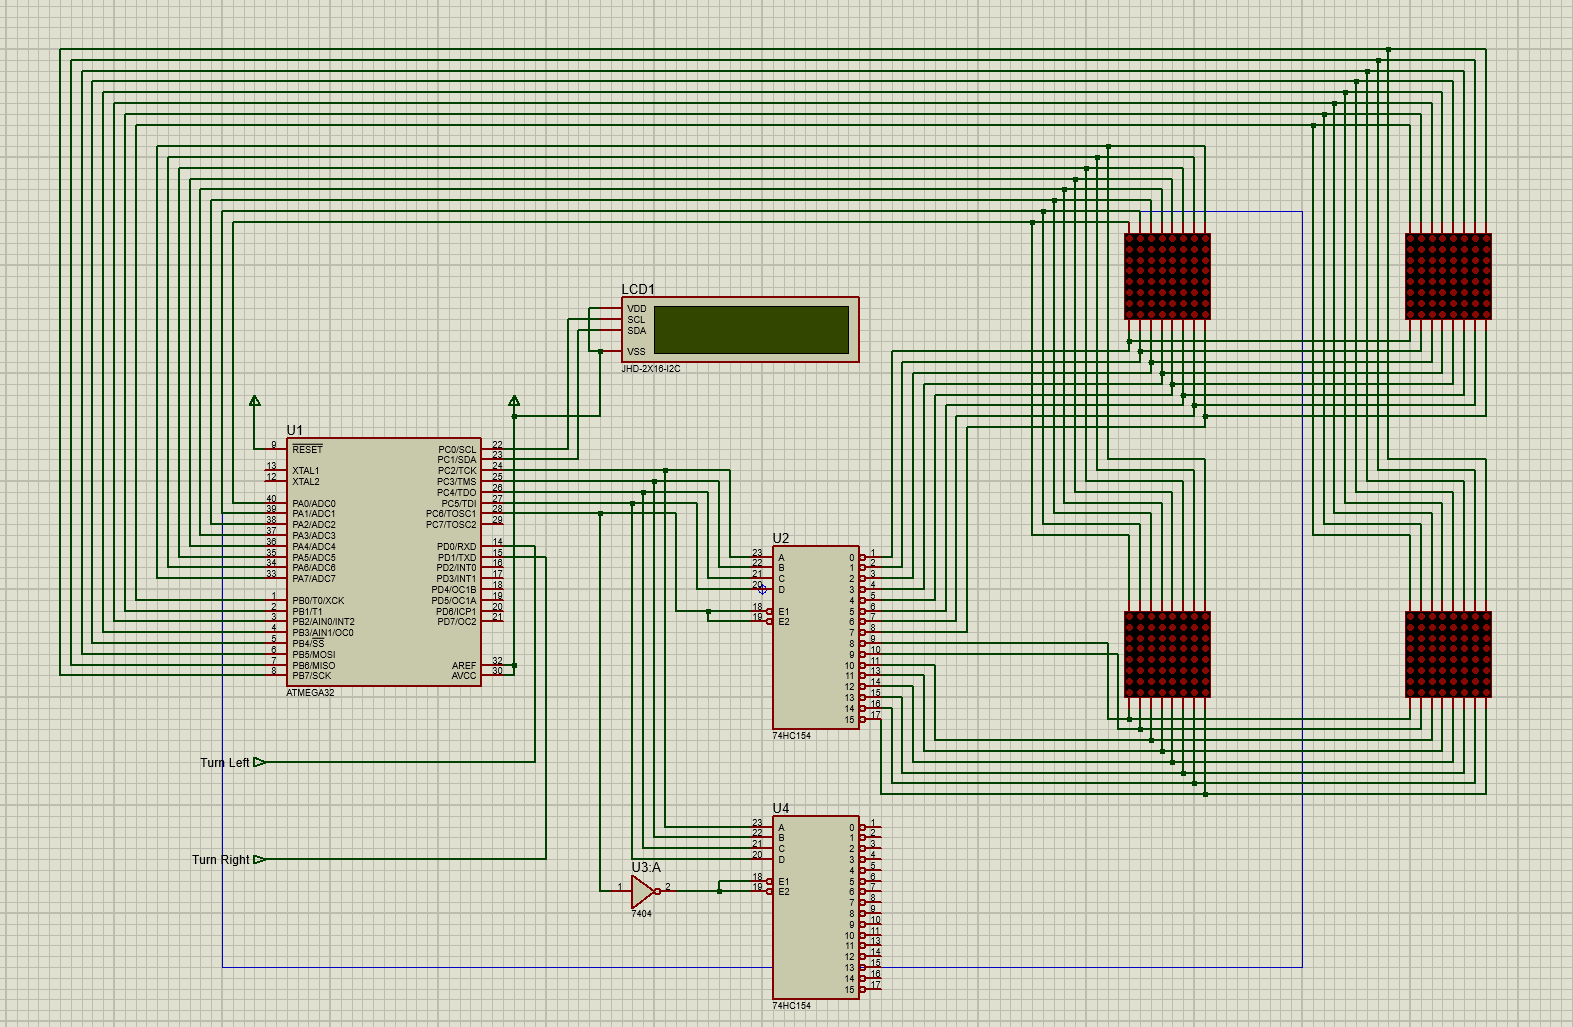 LCD1
VDD
SCL
SDA
VSS
JHD-2X16-I2C
U1
9 RESET
13 XTAL1
12 XTAL2
40 PA0/ADC0
39 PA1/ADC1
38 PA2/ADC2
37 PA3/ADC3
36 PA4/ADC4
35 PA5/ADC5
34 PA6/ADC6
33 PA7/ADC7
1 PB0/T0/XCK
2 PB1/T1
3 PB2/AIN0/INT2
4 PB3/AIN1/OC0
5 PB4/SS
6 PB5/MOSI
7 PB6/MISO
8 PB7/SCK
PC0/SCL 22
PC1/SDA 23
PC2/TCK 24
PC3/TMS 25
PC4/TDO 26
PC5/TDI 27
PC6/TOSC1 28
PC7/TOSC2 29
PD0/RXD 14
PD1/TXD 15
PD2/INT0 16
PD3/INT1 17
PD4/OC1B 18
PD5/OC1A 19
PD6/ICP1 20
PD7/OC2 21
AREF 32
AVCC 30
ATMEGA32
U2
23 A
22 B
21 C
20 D
18 E1
19 E2
0 1
1 2
2 3
3 4
4 5
5 6
6 7
7 8
8 9
9 10
10 11
11 13
12 14
13 15
14 16
15 17
74HC154
Turn Left
Turn Right
U4
23 A
22 B
21 C
20 D
18 E1
19 E2
0 1
1 2
2 3
3 4
4 5
5 6
6 7
7 8
8 9
9 10
10 11
11 13
12 14
13 15
14 16
15 17
74HC154
U3:A
1 2
7404